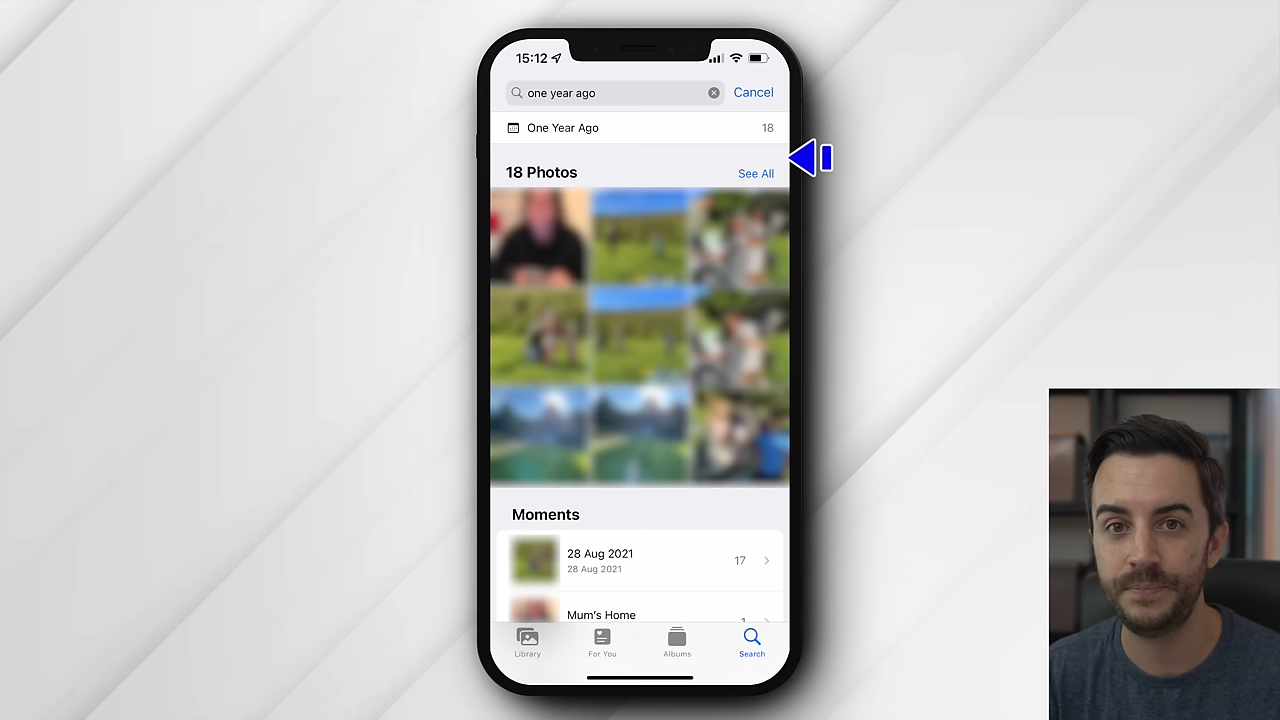 15:12
one year ago
Cancel
One Year Ago
18
18 Photos
See All
Moments
28 Aug 2021
28 Aug 2021
17
Mum's Home
1
Library
For You
Albums
Search